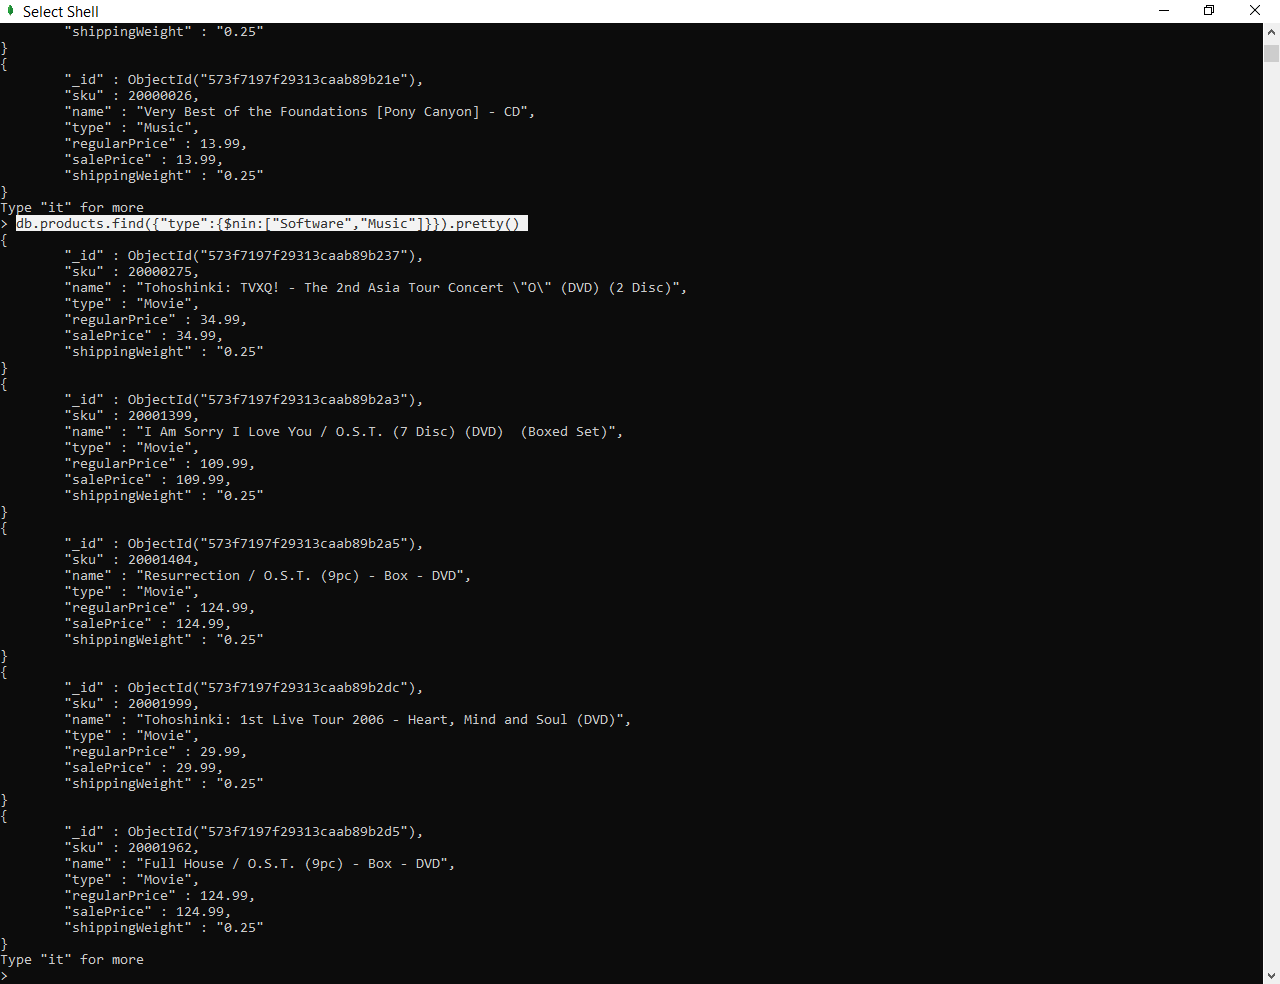 Select Shell
"shippingWeight" : "0.25"
}
{
"_id" : ObjectId("573f7197f29313caab89b21e"),
"sku" : 20000026,
"name" : "Very Best of the Foundations [Pony Canyon] - CD",
"type" : "Music",
"regularPrice" : 13.99,
"salePrice" : 13.99,
"shippingWeight" : "0.25"
}
Type "it" for more
> db.products.find({"type":{$nin:["Software","Music"]}}).pretty()
{
"_id" : ObjectId("573f7197f29313caab89b237"),
"sku" : 20000275,
"name" : "Tohoshinki: TVXQ! - The 2nd Asia Tour Concert \"O\" (DVD) (2 Disc)",
"type" : "Movie",
"regularPrice" : 34.99,
"salePrice" : 34.99,
"shippingWeight" : "0.25"
}
{
"_id" : ObjectId("573f7197f29313caab89b2a3"),
"sku" : 20001399,
"name" : "I Am Sorry I Love You / O.S.T. (7 Disc) (DVD)  (Boxed Set)",
"type" : "Movie",
"regularPrice" : 109.99,
"salePrice" : 109.99,
"shippingWeight" : "0.25"
}
{
"_id" : ObjectId("573f7197f29313caab89b2a5"),
"sku" : 20001404,
"name" : "Resurrection / O.S.T. (9pc) - Box - DVD",
"type" : "Movie",
"regularPrice" : 124.99,
"salePrice" : 124.99,
"shippingWeight" : "0.25"
}
{
"_id" : ObjectId("573f7197f29313caab89b2dc"),
"sku" : 20001999,
"name" : "Tohoshinki: 1st Live Tour 2006 - Heart, Mind and Soul (DVD)",
"type" : "Movie",
"regularPrice" : 29.99,
"salePrice" : 29.99,
"shippingWeight" : "0.25"
}
{
"_id" : ObjectId("573f7197f29313caab89b2d5"),
"sku" : 20001962,
"name" : "Full House / O.S.T. (9pc) - Box - DVD",
"type" : "Movie",
"regularPrice" : 124.99,
"salePrice" : 124.99,
"shippingWeight" : "0.25"
}
Type "it" for more
>